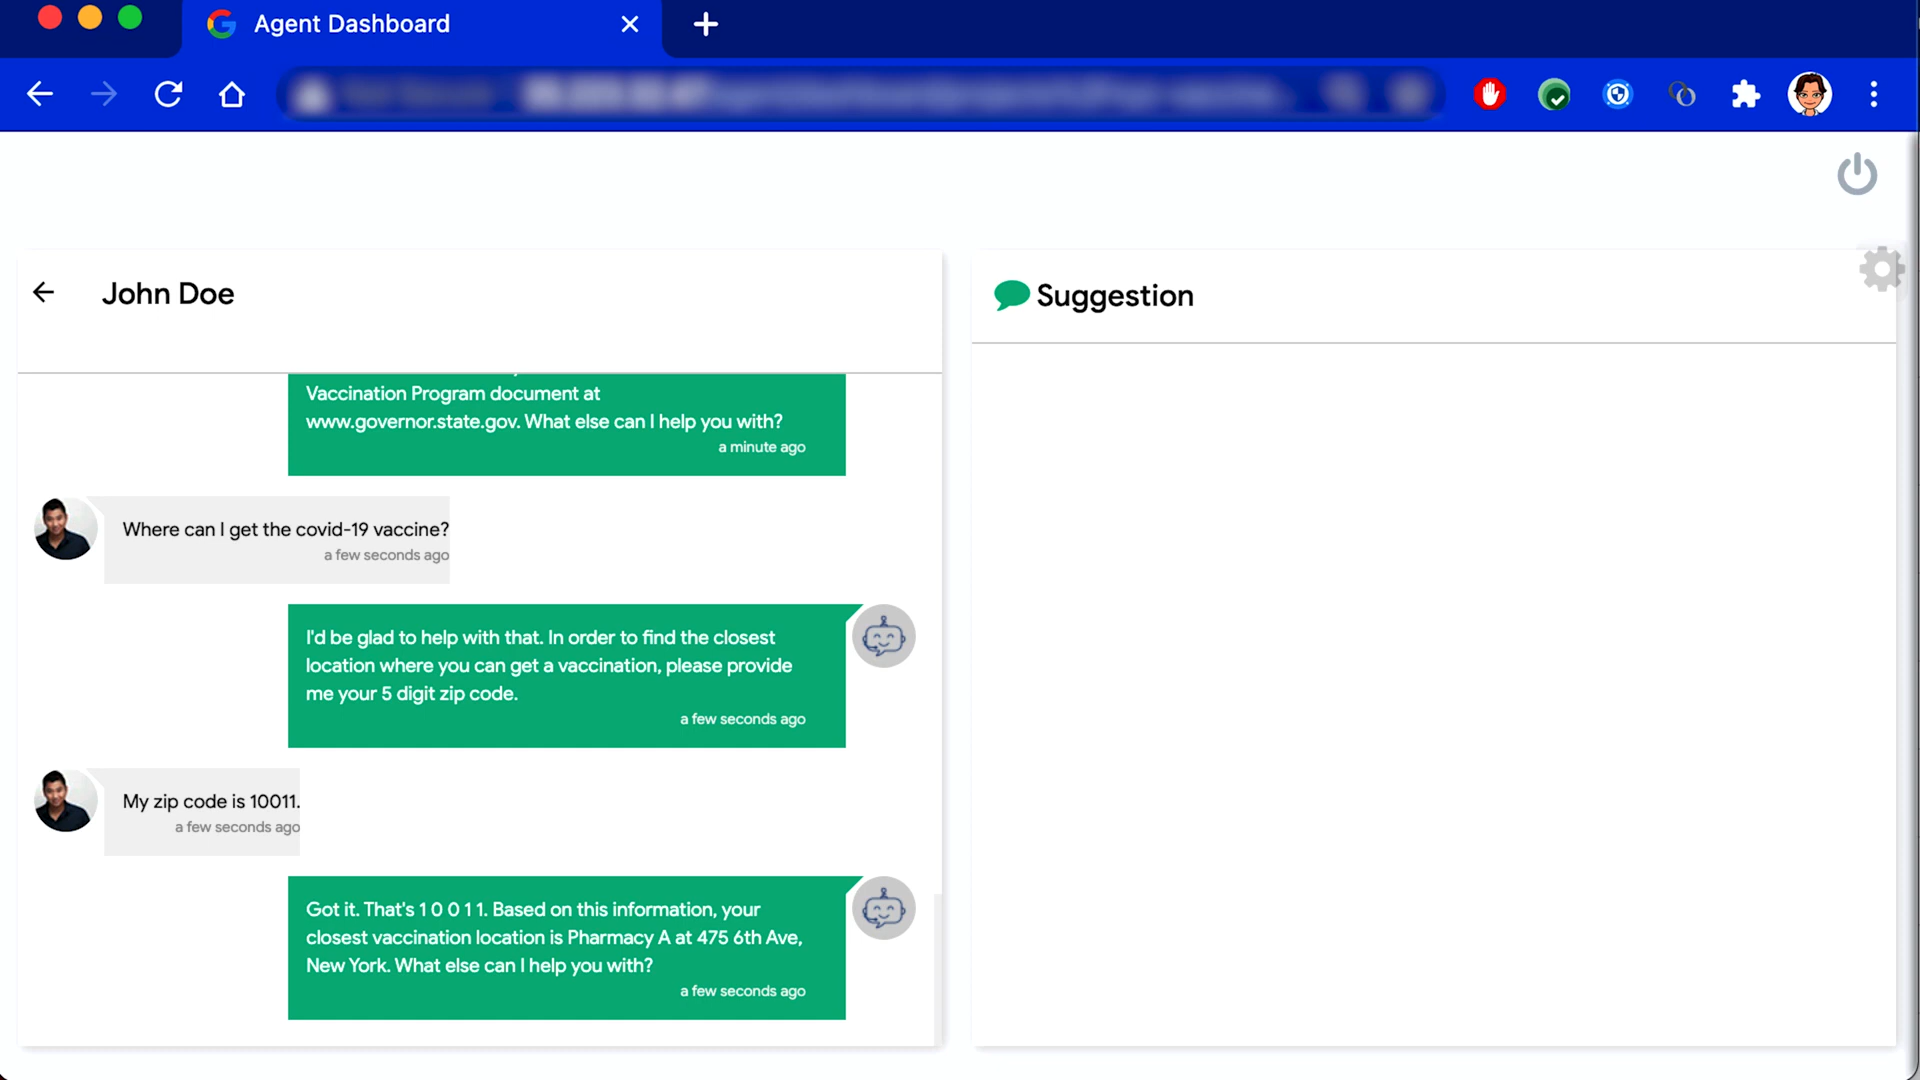 Agent Dashboard
John Doe
Suggestion
Vaccination Program document at
www.governor.state.gov. What else can I help you with?
a minute ago
Where can I get the covid-19 vaccine?
a few seconds ago
I'd be glad to help with that. In order to find the closest
location where you can get a vaccination, please provide
me your 5 digit zip code.
a few seconds ago
My zip code is 10011.
a few seconds ago
Got it. That's 1 0 0 1 1. Based on this information, your
closest vaccination location is Pharmacy A at 475 6th Ave,
New York. What else can I help you with?
a few seconds ago